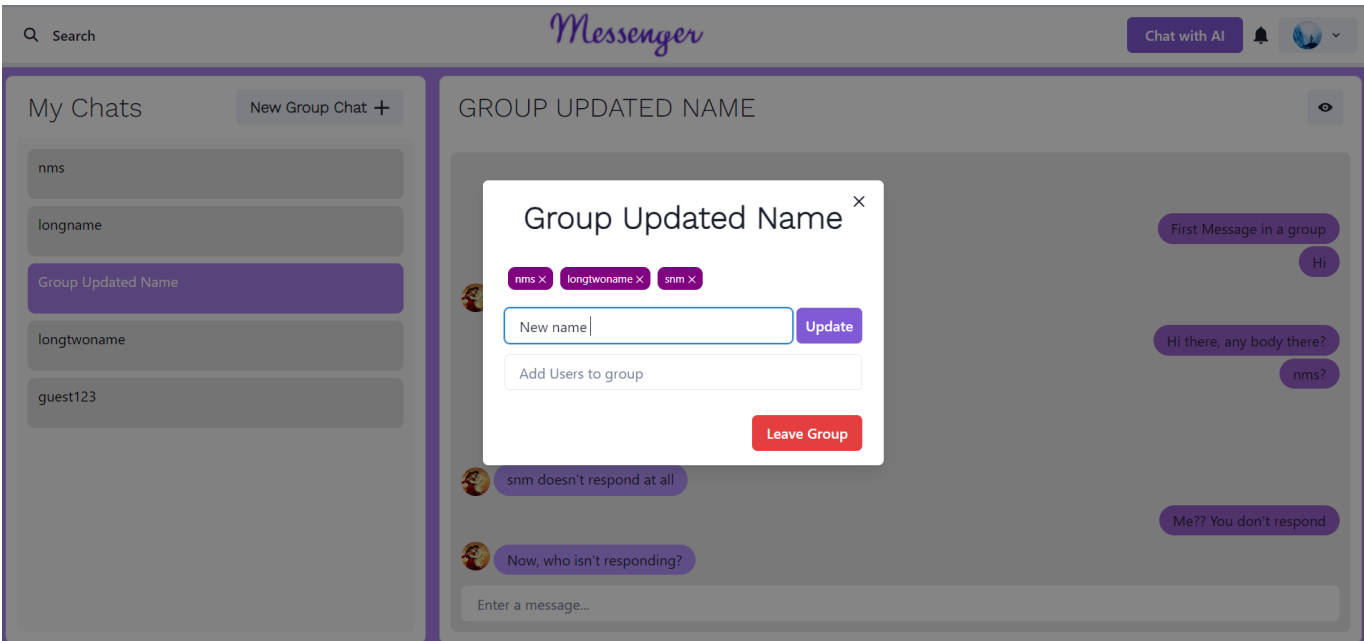 Search
Messenger
Chat with AI
My Chats
New Group Chat +
nms
longname
Group Updated Name
longtwoname
guest123
GROUP UPDATED NAME
First Message in a group
Hi
Hi there, any body there?
nms?
snm doesn't respond at all
Me?? You don't respond
Now, who isn't responding?
Enter a message...
Group Updated Name
nms × longtwoname × snm ×
New name
Update
Add Users to group
Leave Group